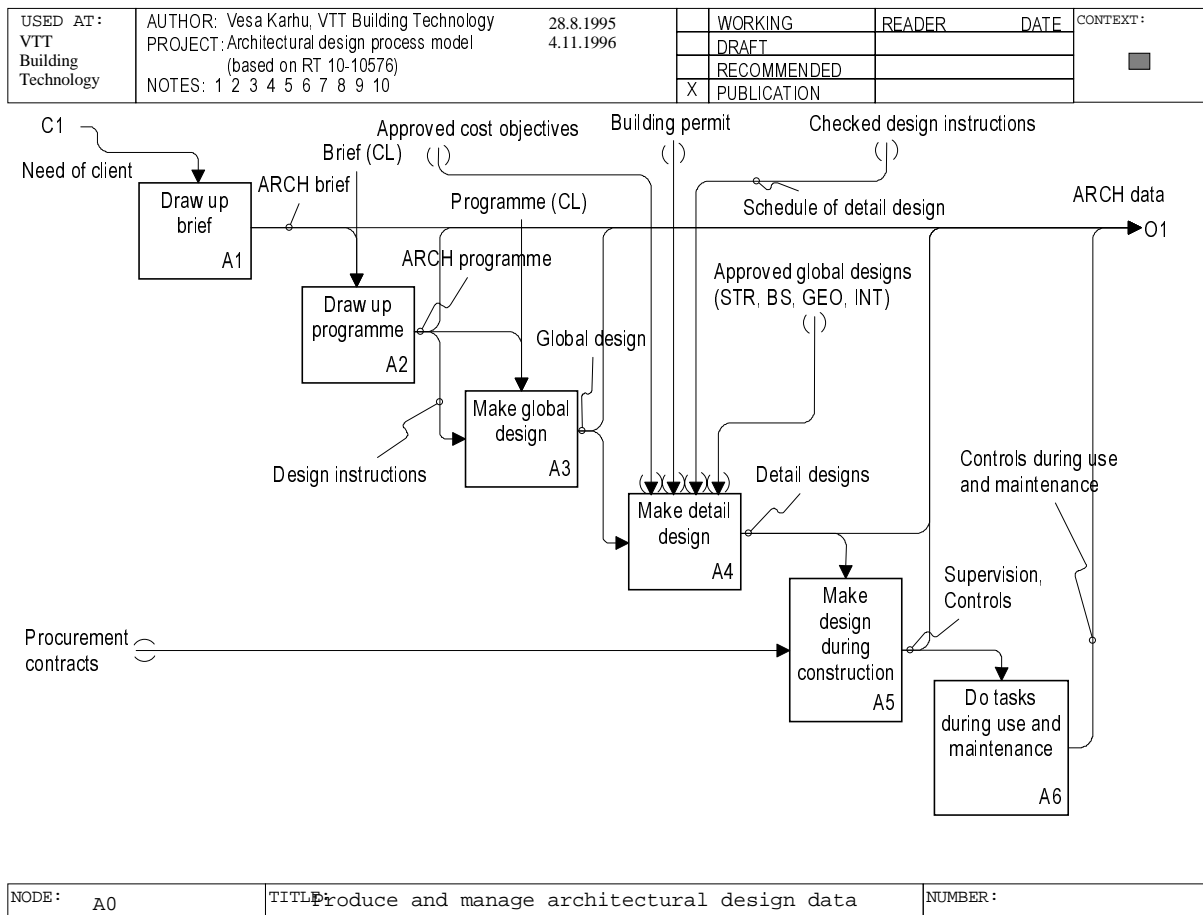 USED AT:
VTT
Building
Technology
AUTHOR: Vesa Karhu, VTT Building Technology
28.8.1995
PROJECT: Architectural design process model
4.11.1996
(based on RT 10-10576)
NOTES: 1 2 3 4 5 6 7 8 9 10
WORKING
DRAFT
RECOMMENDED
X PUBLICATION
READER DATE
CONTEXT:
C1
Need of client
Approved cost objectives
Building permit
Checked design instructions
Brief (CL)
ARCH brief
Programme (CL)
Schedule of detail design
ARCH data
O1
Draw up
brief
A1
ARCH programme
Approved global designs
(STR, BS, GEO, INT)
Draw up
programme
A2
Global design
Make global
design
A3
Design instructions
Detail designs
Controls during use
and maintenance
Make detail
design
A4
Supervision,
Controls
Make
design
during
construction
A5
Procurement
contracts
Do tasks
during use and
maintenance
A6
NODE: A0
TITLE: Produce and manage architectural design data
NUMBER: